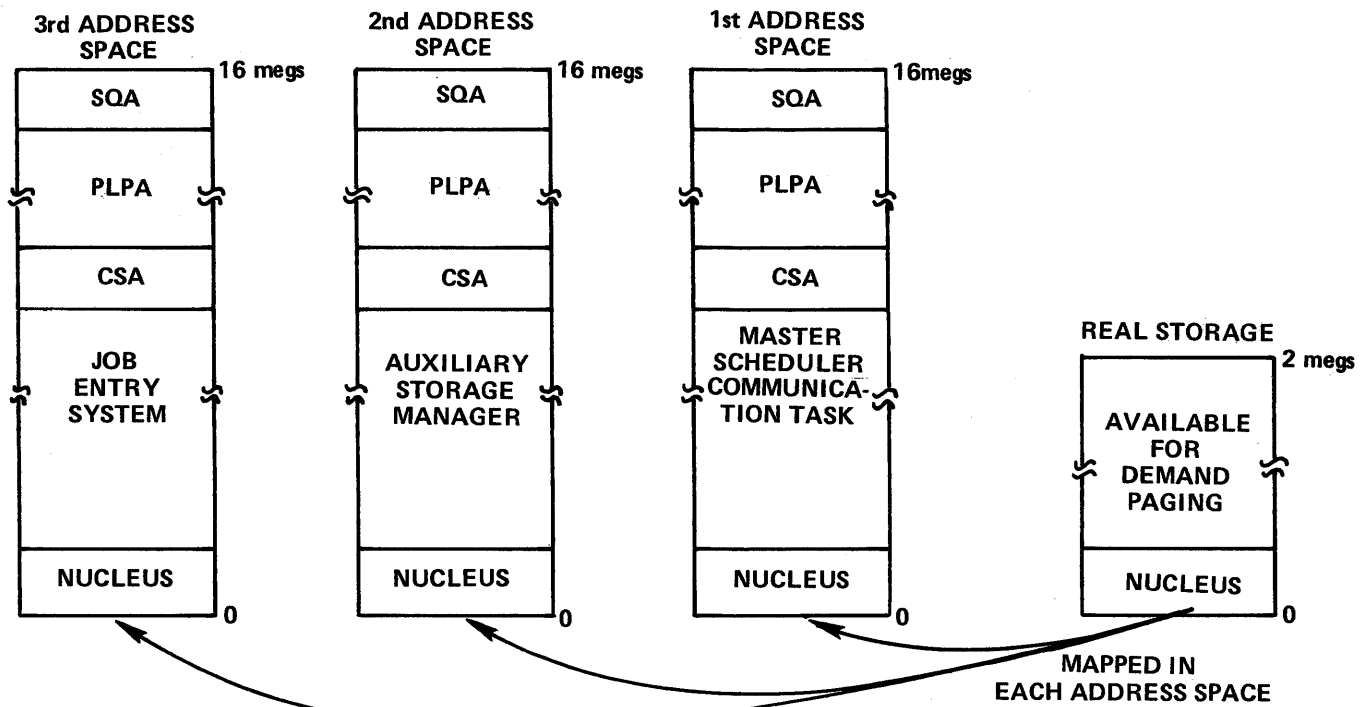 3rd ADDRESS
SPACE
16 megs
SQA
PLPA
CSA
JOB
ENTRY
SYSTEM
NUCLEUS
0
2nd ADDRESS
SPACE
16 megs
SQA
PLPA
CSA
AUXILIARY
STORAGE
MANAGER
NUCLEUS
0
1st ADDRESS
SPACE
16megs
SQA
PLPA
CSA
MASTER
SCHEDULER
COMMUNICA-
TION TASK
NUCLEUS
0
REAL STORAGE
2 megs
AVAILABLE
FOR
DEMAND
PAGING
NUCLEUS
0
MAPPED IN
EACH ADDRESS SPACE